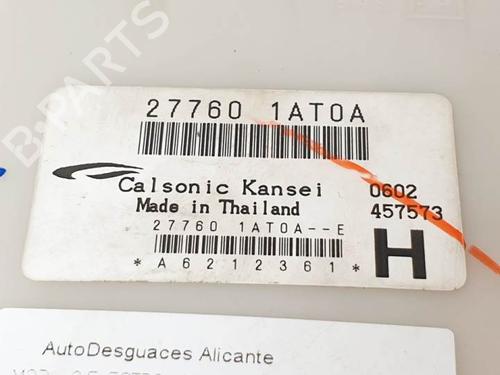 27760 1AT0A
Calsonic Kansei 0602
Made in Thailand 457573
27760 1AT0A--E
*A6212361* H
AutoDesguaces Alicante
B-PARTS